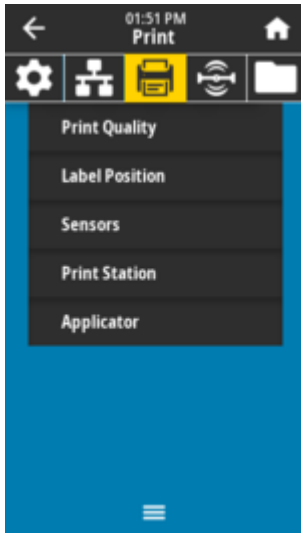 01:51 PM
Print
Print Quality
Label Position
Sensors
Print Station
Applicator